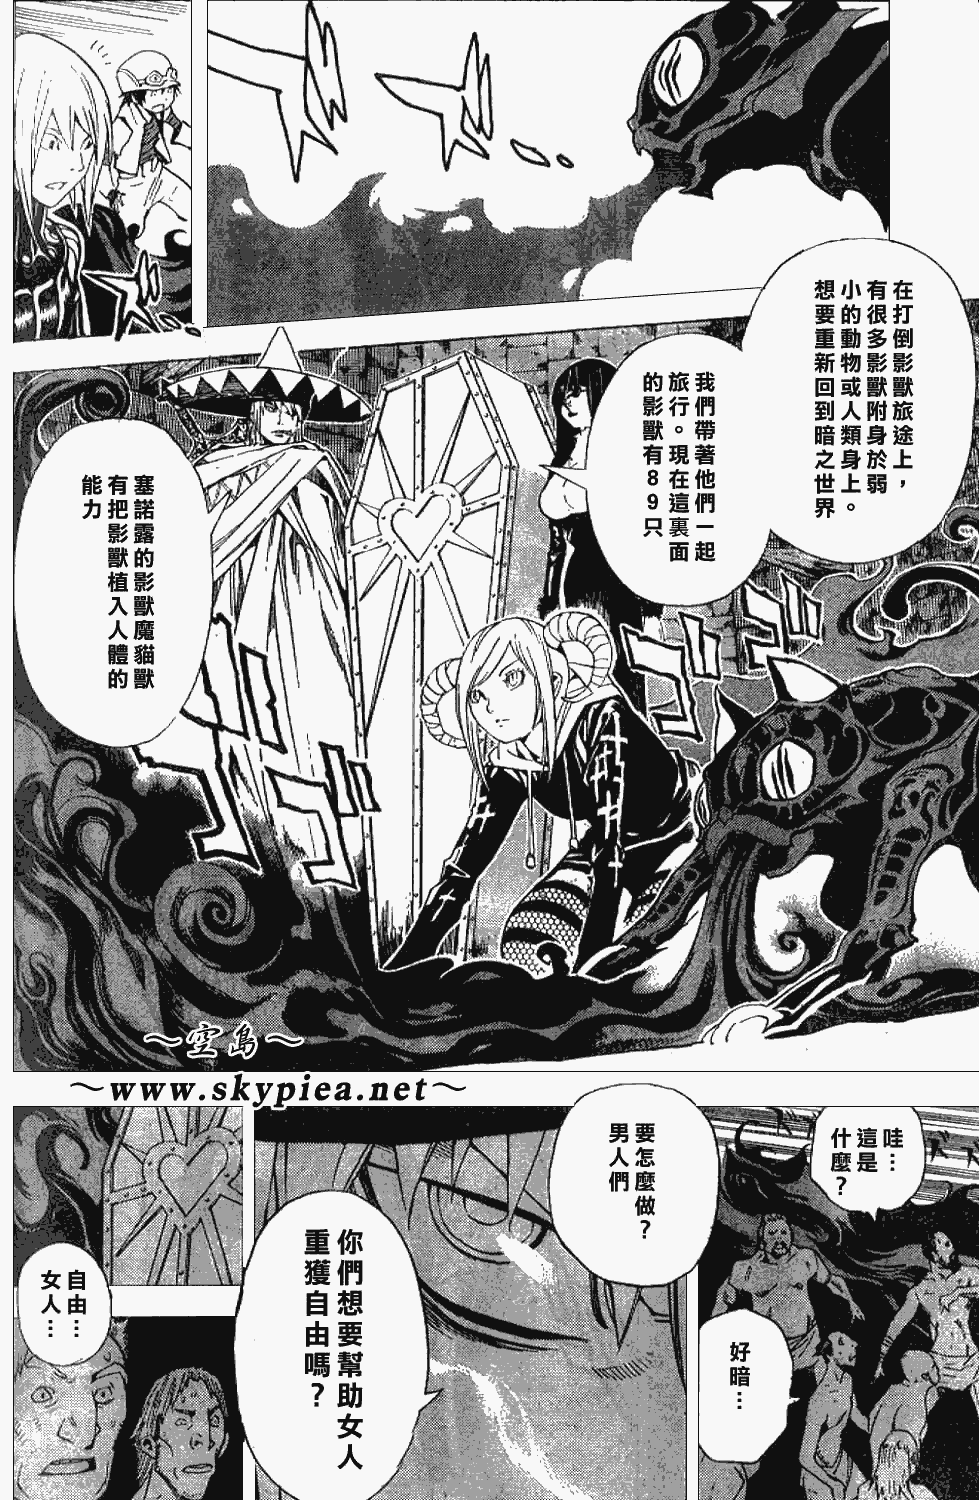 在打倒影獸旅途上，
有很多影獸附身於弱
小的動物或人類身上。
想要重新回到暗之世界
我們帶著他們一起
旅行。現在這裏面
的影獸有89只
塞諾露的影獸魔貓獸
有把影獸植入人體的
能力
ゴゴゴ
ゴゴ
～空島～
～www.skypiea.net～
哇…
這是
什麼？
好暗…
要怎麼做？
男人們
你們想要幫助女人
重獲自由嗎？
自由…
女人…